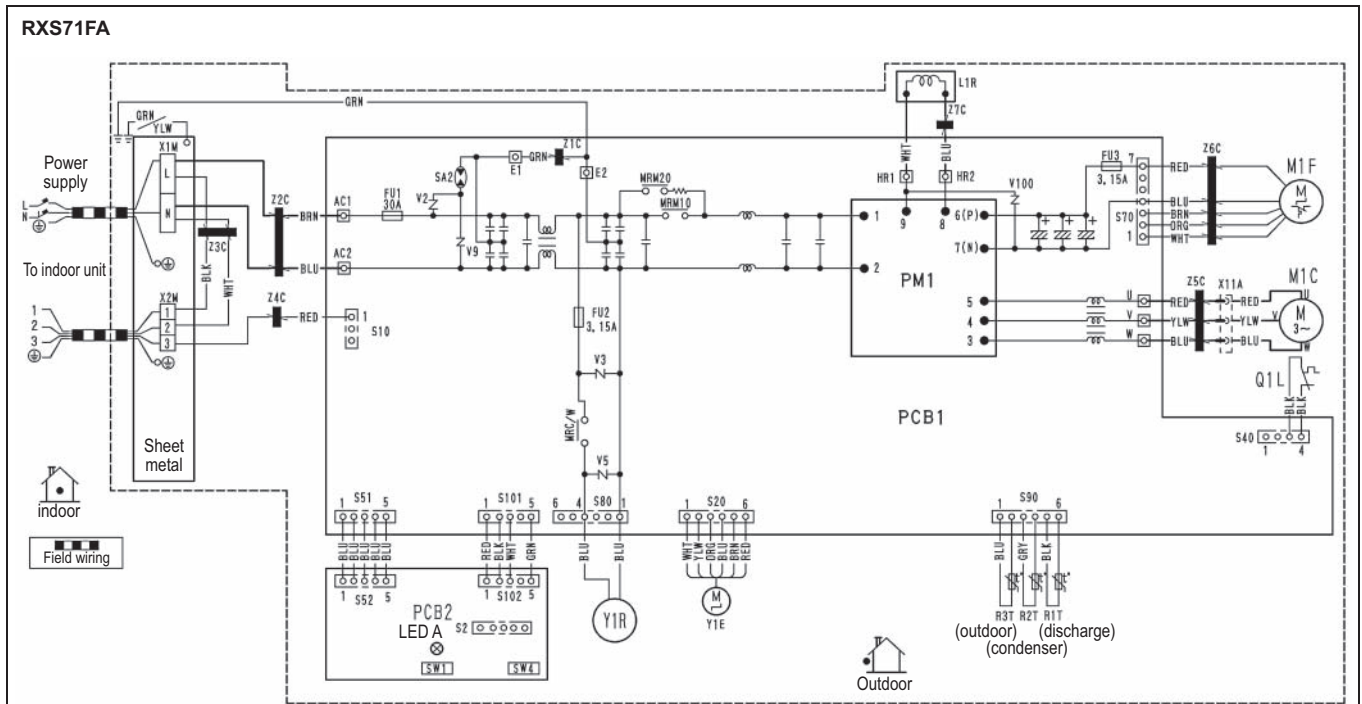 RXS71FA
L1R
GRN
GRN
YLW
Z7C
X1M
Z1C
WHT
BLU
Power
supply
L
SA2
E1
GRN
E2
MRM20
FU3
7
RED
Z6C
M1F
HR1
HR2
V100
3.15A
L
N
Z2C
AC1
FU1
V2
MRM10
M
BRN
30A
1
9
8
6(P)
BLU
BRN
S70
ORG
1
WHT
N
Z3C
V9
7(N)
To indoor unit
BLK
WHT
AC2
BLU
2
PM1
M1C
X2M
Z4C
FU2
5
U
RED
Z5C
X11A
RED
U
1
1
RED
1
3.15A
4
V
YLW
YLW
V
M
3~
2
2
S10
3
W
BLU
BLU
W
3
3
V3
Q1L
MRC/W
PCB1
BLK
BLK
Sheet
metal
V5
S40
1
4
indoor
1
S51
5
1
S101
5
6
4
S80
1
1
S20
6
1
S90
6
Field wiring
BLU
BLU
BLU
BLU
BLU
RED
BLK
WHT
GRN
BLU
BLU
WHT
YLW
ORG
BLU
BRN
RED
BLU
GRY
BLK
t°
t°
t°
1
S52
5
1
S102
5
PCB2
M
LED A
S2
Y1R
Y1E
R3T
R2T
R1T
(outdoor)
(discharge)
(condenser)
SW1
SW4
Outdoor